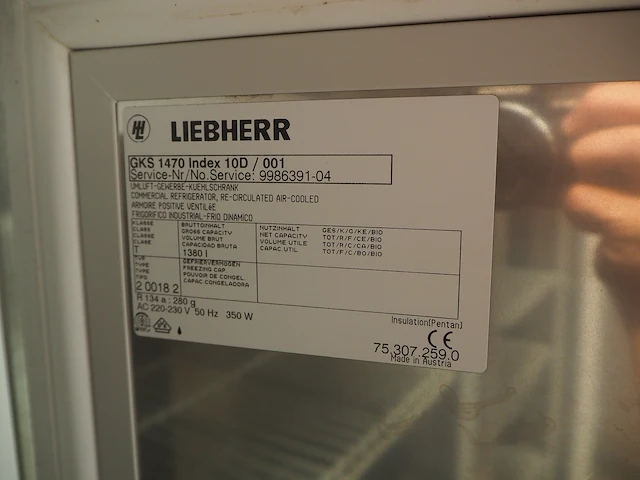 LIEBHERR
GKS 1470 Index 10D / 001
Service-Nr/No.Service: 9986391-04
UMLUFT-GEWERBE-KUEHLSCHRANK
COMMERCIAL REFRIGERATOR, RE-CIRCULATED AIR-COOLED
ARMOIRE POSITIVE VENTILÉE
FRIGORIFICO INDUSTRIAL-FRIO DINAMICO
KLASSE BRUTTOINHALT NUTZINHALT GES/K/G/KE/BIO
CLASS GROSS CAPACITY NET CAPACITY TOT/R/F/CE/BIO
CLASSE VOLUME BRUT VOLUME UTILE TOT/R/C/CA/BIO
CLASE CAPACIDAD BRUTA CAPAC.UTIL TOT/F/C/BO/BIO
T 1380 l
TYP GEFRIERVERMOGEN
TYPE FREEZING CAP.
TYPE POUVOIR DE CONGEL.
TIPO CAPAC.CONGELADORA
2 0018 2
R 134 a : 280 g
AC 220-230 V 50 Hz 350 W
Insulation(Pentan)
CE
75.307.259.0
Made in Austria